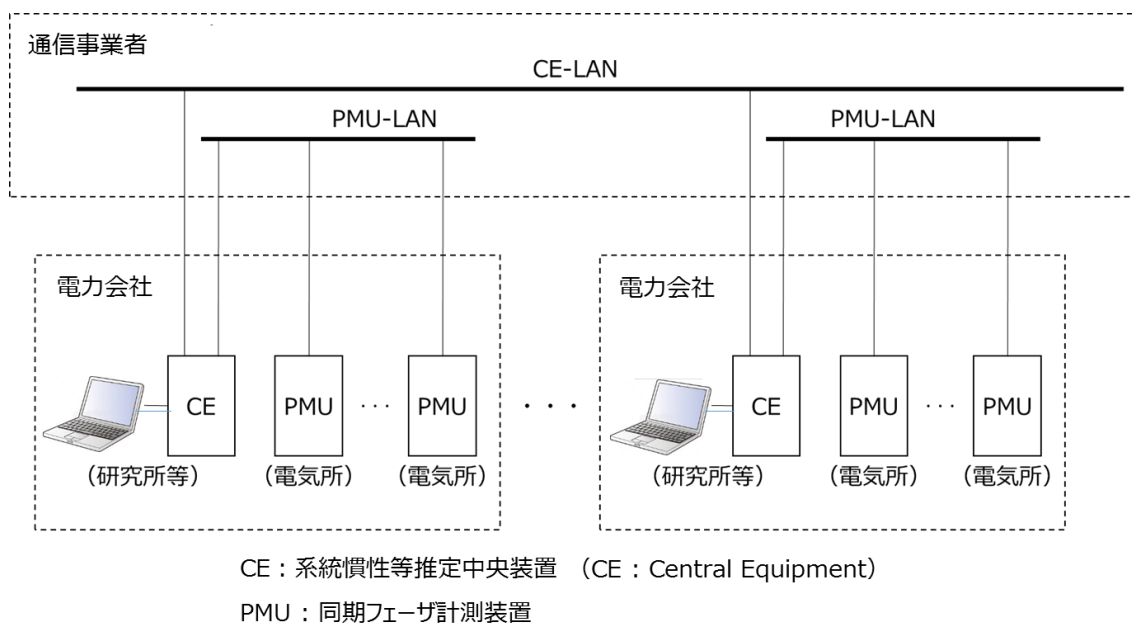 通信事業者
CE-LAN
PMU-LAN
PMU-LAN
電力会社
電力会社
CE
PMU
···
PMU
···
CE
PMU
···
PMU
（研究所等）
（電気所）
（電気所）
（研究所等）
（電気所）
（電気所）
CE：系統慣性等推定中央装置 （CE：Central Equipment）
PMU：同期フェーザ計測装置